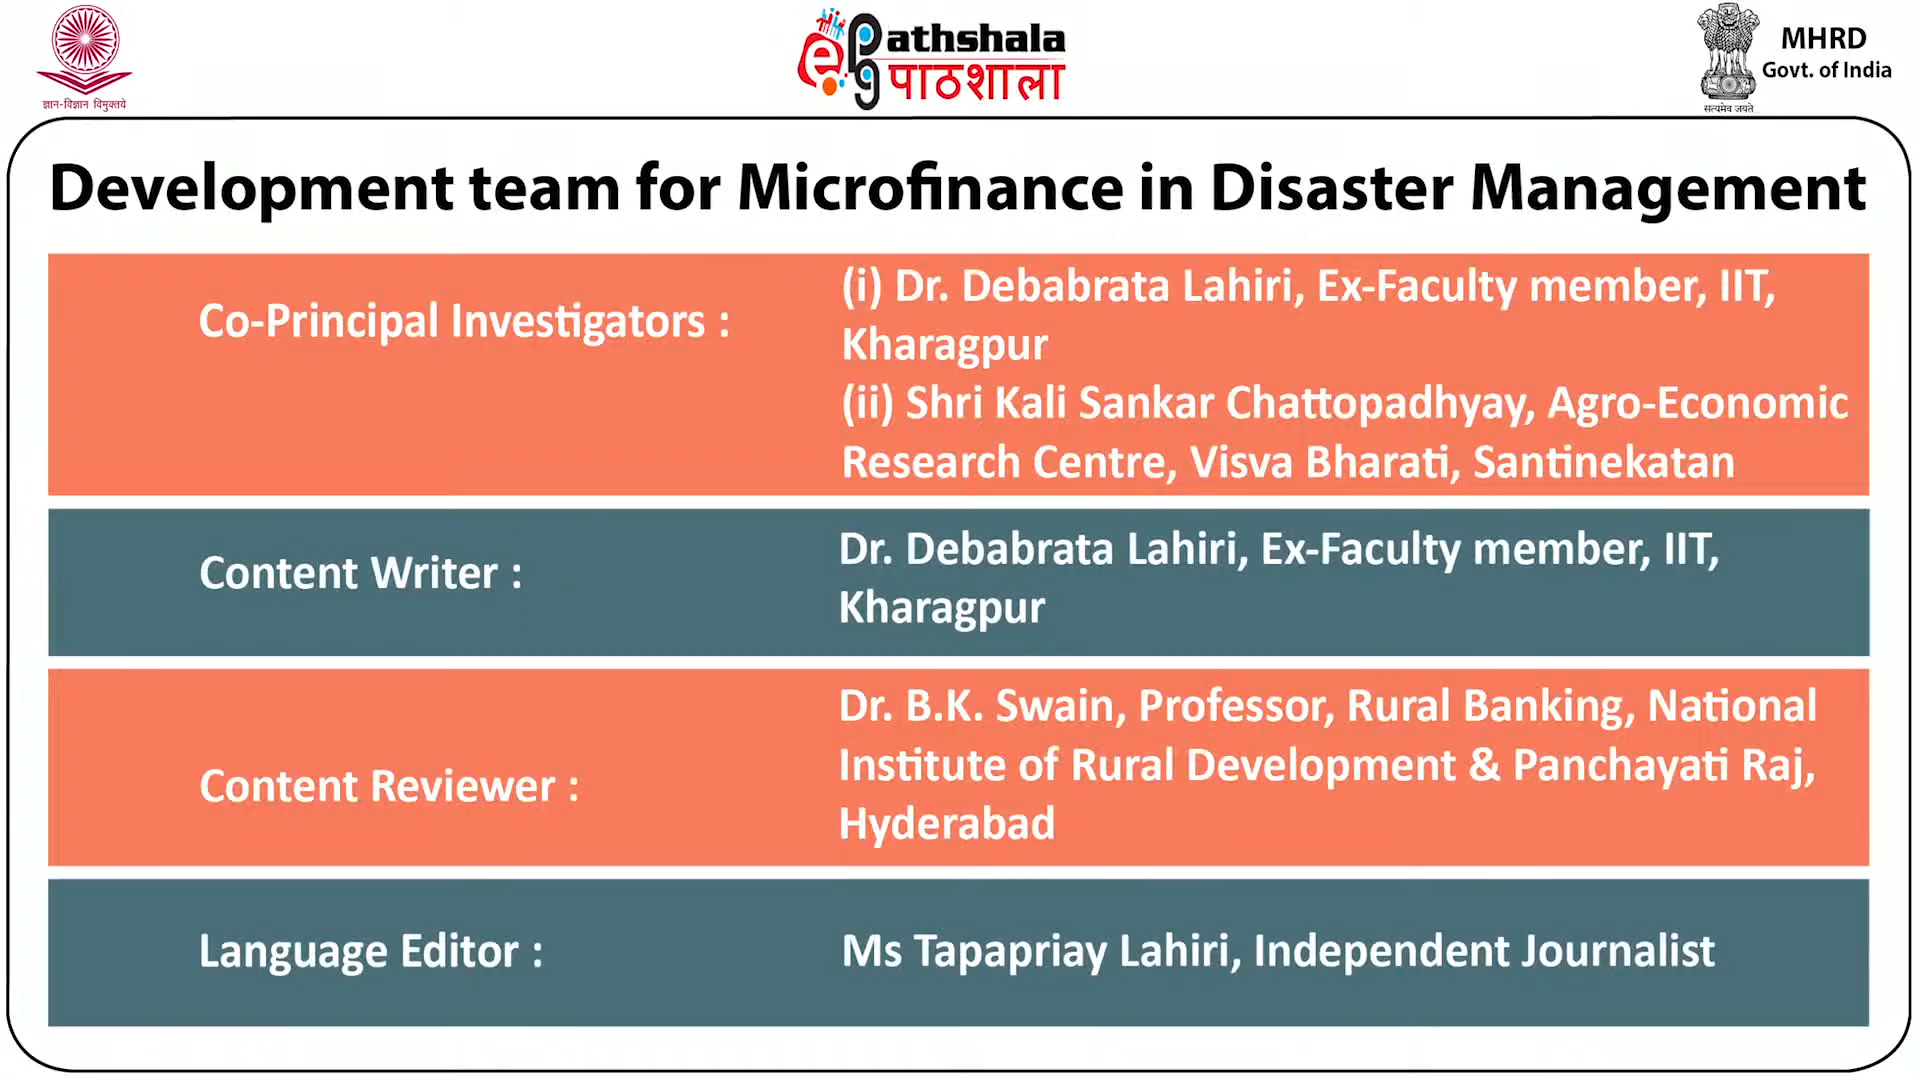 ज्ञान-विज्ञान विमुक्तये
ePG Pathshala
पाठशाला
MHRD
Govt. of India
सत्यमेव जयते
Development team for Microfinance in Disaster Management
Co-Principal Investigators :
(i) Dr. Debabrata Lahiri, Ex-Faculty member, IIT,
Kharagpur
(ii) Shri Kali Sankar Chattopadhyay, Agro-Economic
Research Centre, Visva Bharati, Santinekatan
Content Writer :
Dr. Debabrata Lahiri, Ex-Faculty member, IIT,
Kharagpur
Content Reviewer :
Dr. B.K. Swain, Professor, Rural Banking, National
Institute of Rural Development & Panchayati Raj,
Hyderabad
Language Editor :
Ms Tapapriay Lahiri, Independent Journalist